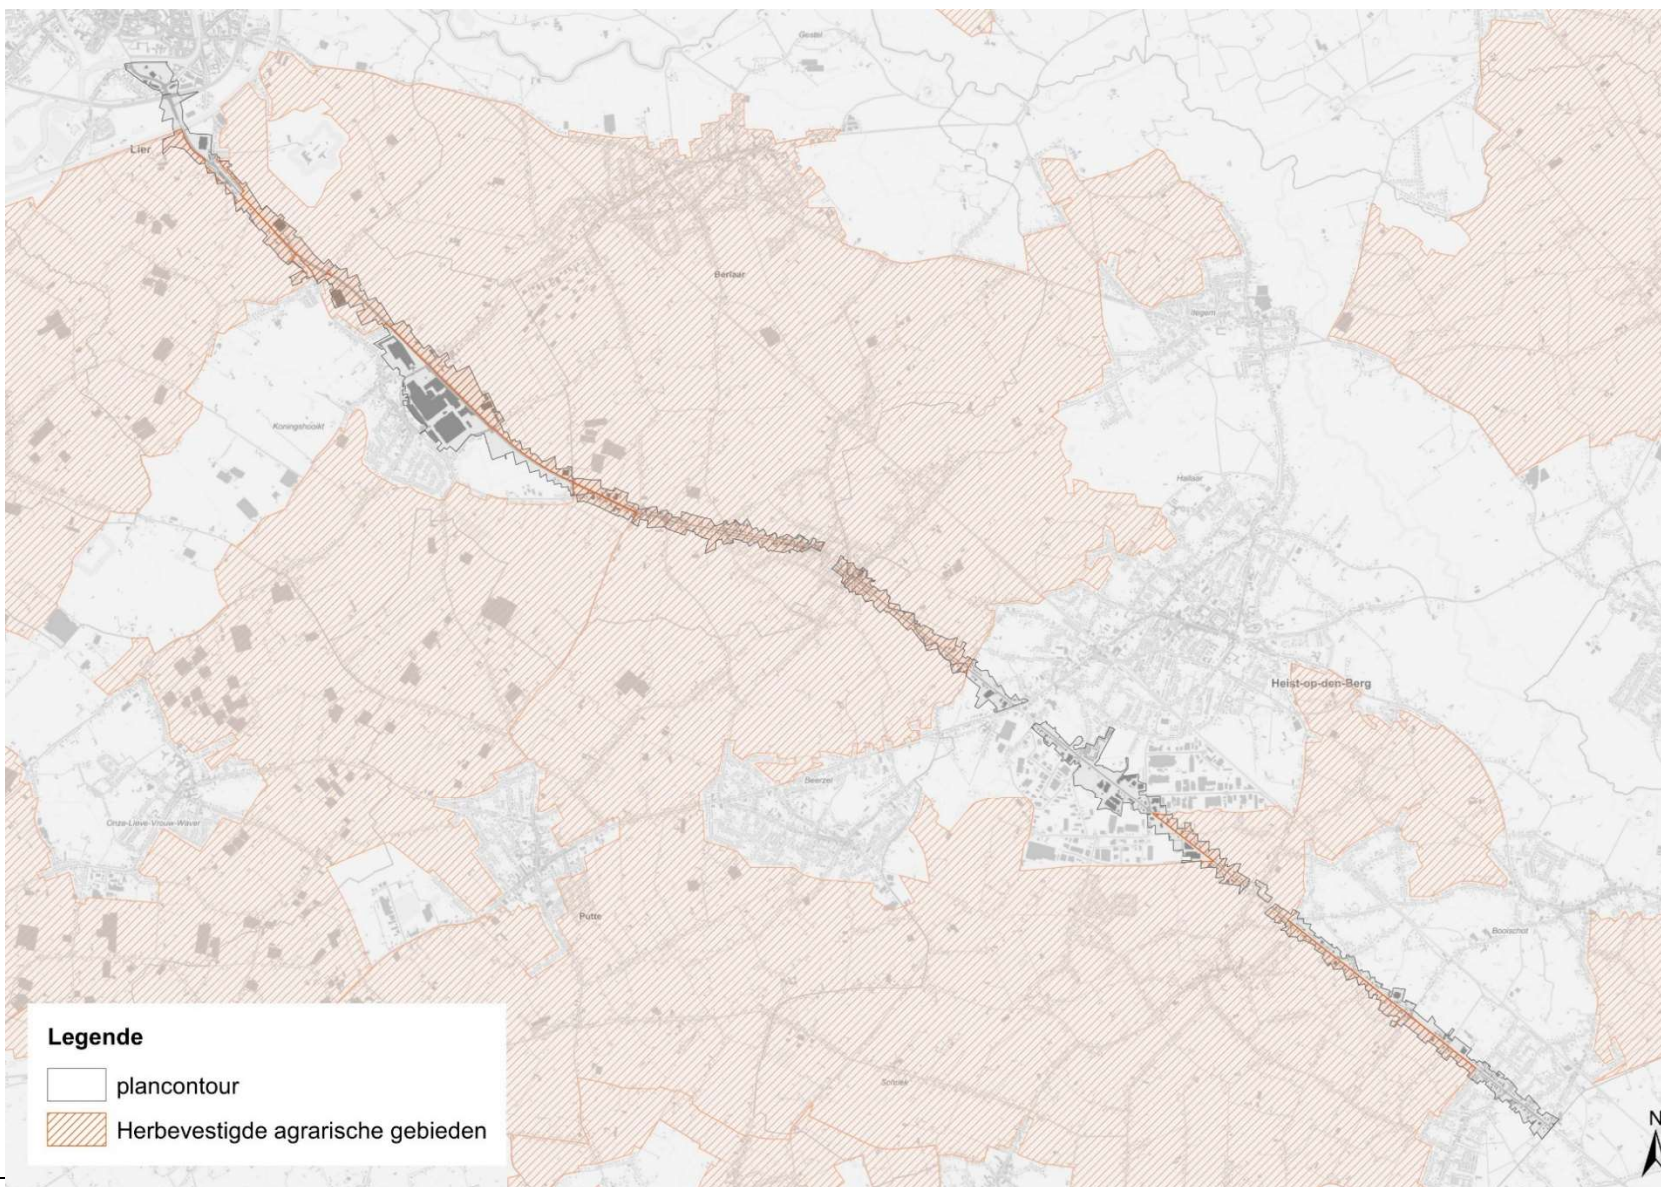 Gestel
Lier
Berlaar
Itegem
Koningshooikt
Hallaar
Heist-op-den-Berg
Beerzel
Onze-Lieve-Vrouw-Waver
Putte
Booischot
Schriek
Legende
plancontour
Herbevestigde agrarische gebieden
N